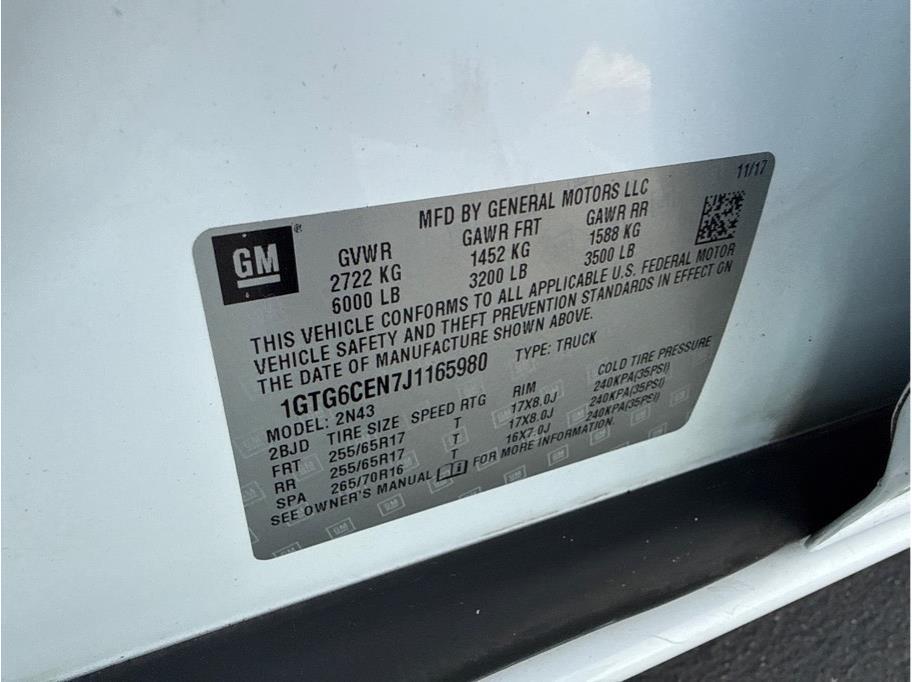 11/17
MFD BY GENERAL MOTORS LLC
GM®
GVWR GAWR FRT GAWR RR
2722 KG 1452 KG 1588 KG
6000 LB 3200 LB 3500 LB
THIS VEHICLE CONFORMS TO ALL APPLICABLE U.S. FEDERAL MOTOR
VEHICLE SAFETY AND THEFT PREVENTION STANDARDS IN EFFECT ON
THE DATE OF MANUFACTURE SHOWN ABOVE.
1GTG6CEN7J1165980 TYPE: TRUCK
MODEL: 2N43
2BJD TIRE SIZE SPEED RTG RIM COLD TIRE PRESSURE
FRT 255/65R17 T 17X8.0J 240KPA(35PSI)
RR 255/65R17 T 17X8.0J 240KPA(35PSI)
SPA 265/70R16 T 16X7.0J 240KPA(35PSI)
SEE OWNER'S MANUAL FOR MORE INFORMATION.